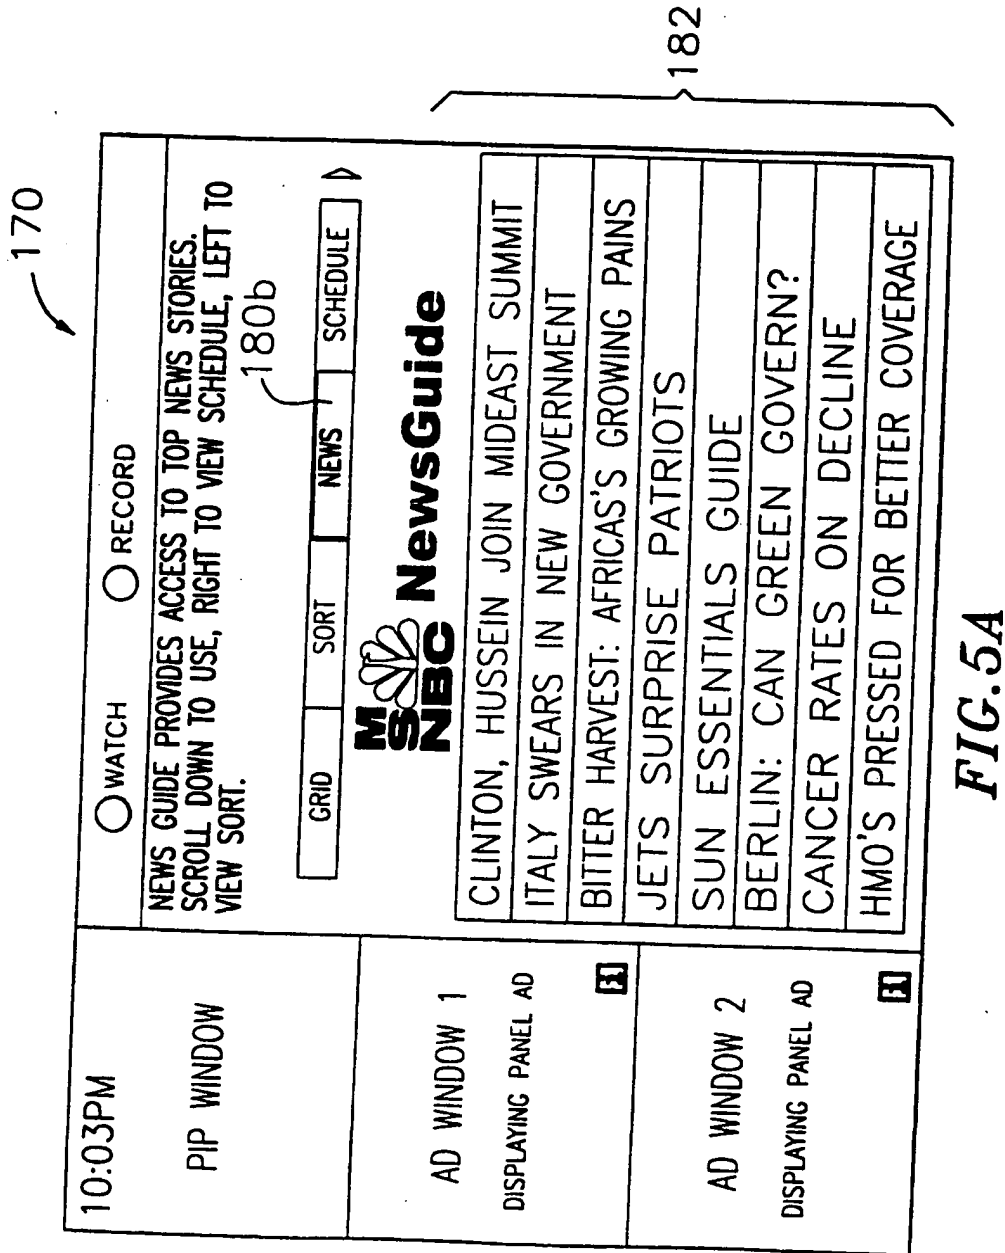 170
10:03PM
WATCH
RECORD
PIP WINDOW
NEWS GUIDE PROVIDES ACCESS TO TOP NEWS STORIES.
SCROLL DOWN TO USE, RIGHT TO VIEW SCHEDULE, LEFT TO
VIEW SORT.
180b
GRID
SORT
NEWS
SCHEDULE
MS
NBC NewsGuide
AD WINDOW 1
DISPLAYING PANEL AD
AD WINDOW 2
DISPLAYING PANEL AD
CLINTON, HUSSEIN JOIN MIDEAST SUMMIT
ITALY SWEARS IN NEW GOVERNMENT
BITTER HARVEST: AFRICAS'S GROWING PAINS
JETS SURPRISE PATRIOTS
SUN ESSENTIALS GUIDE
BERLIN: CAN GREEN GOVERN?
CANCER RATES ON DECLINE
HMO'S PRESSED FOR BETTER COVERAGE
182
FIG.5A